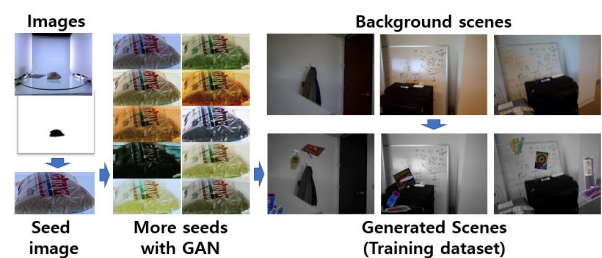 Images
Background scenes
Seed
image
More seeds
with GAN
Generated Scenes
(Training dataset)